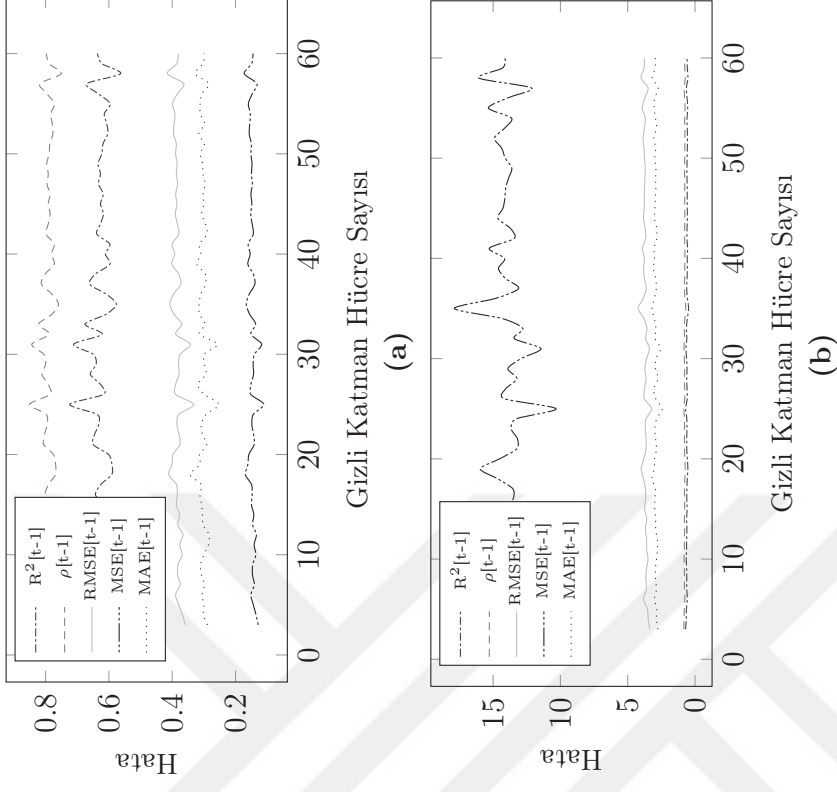 Hata
0.2
0.4
0.6
0.8
R²[t-1]
ρ[t-1]
RMSE[t-1]
MSE[t-1]
MAE[t-1]
0
10
20
30
40
50
60
Gizli Katman Hücre Sayısı
(a)
Hata
0
5
10
15
R²[t-1]
ρ[t-1]
RMSE[t-1]
MSE[t-1]
MAE[t-1]
0
10
20
30
40
50
60
Gizli Katman Hücre Sayısı
(b)